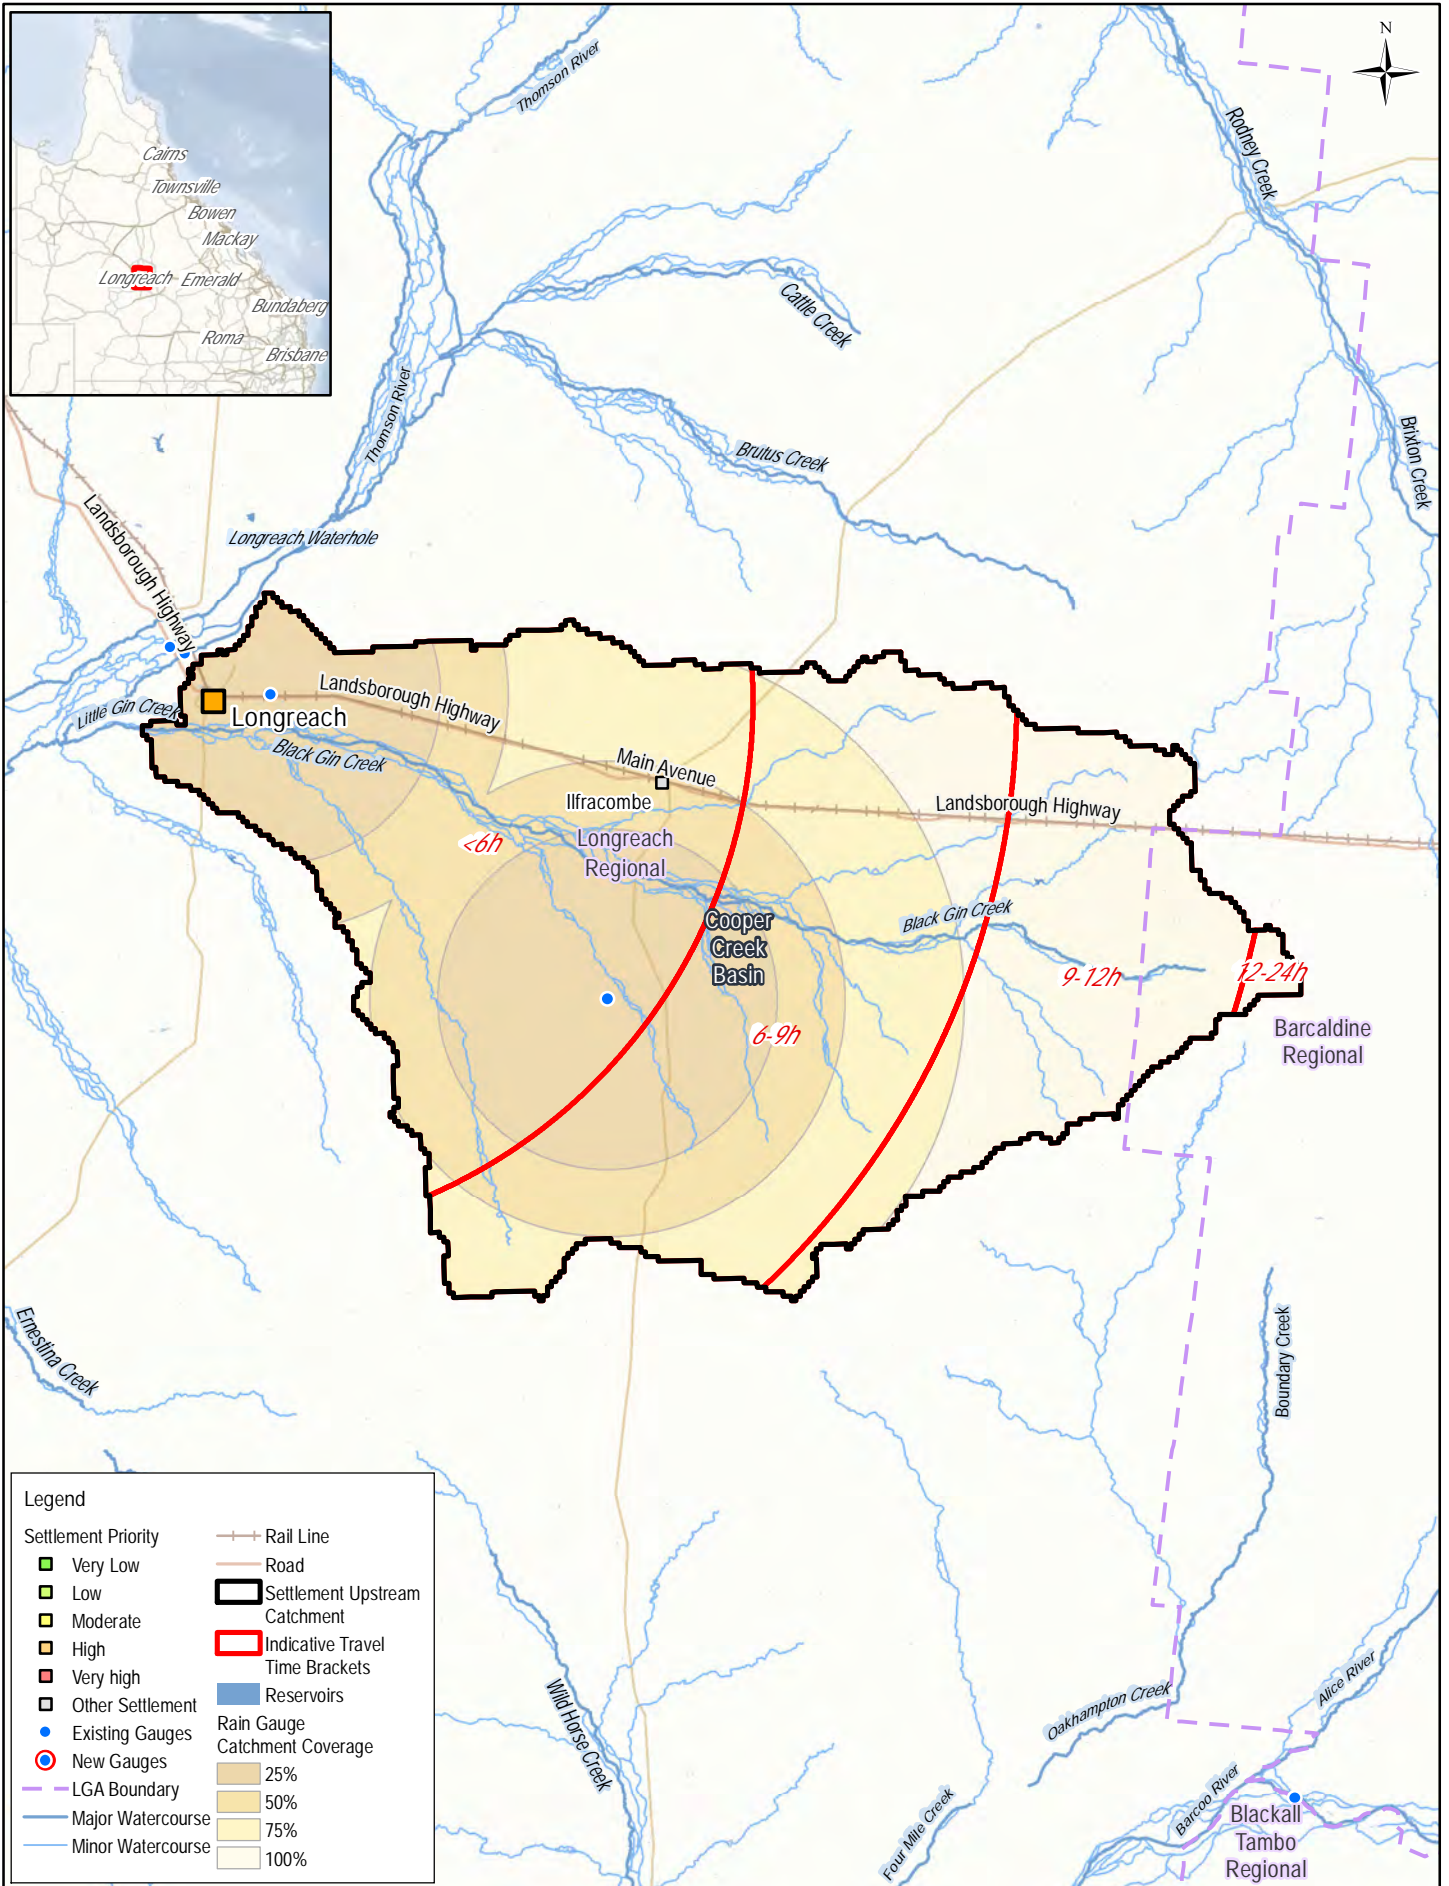 N
Cairns
Townsville
Bowen
Mackay
Longreach
Emerald
Bundaberg
Roma
Brisbane
Thomson River
Rodney Creek
Cattle Creek
Thomson River
Brutus Creek
Brixton Creek
Landsborough Highway
Longreach Waterhole
Little Gin Creek
Longreach
Landsborough Highway
Black Gin Creek
Main Avenue
Ilfracombe
Landsborough Highway
<6h
Longreach
Regional
Cooper
Creek
Basin
Black Gin Creek
9-12h
12-24h
6-9h
Barcaldine
Regional
Ernestina Creek
Boundary Creek
Wild Horse Creek
Oakhampton Creek
Alice River
Four Mile Creek
Barcoo River
Blackall
Tambo
Regional
Legend
Settlement Priority
Very Low
Low
Moderate
High
Very high
Other Settlement
Existing Gauges
New Gauges
LGA Boundary
Major Watercourse
Minor Watercourse
Rail Line
Road
Settlement Upstream
Catchment
Indicative Travel
Time Brackets
Reservoirs
Rain Gauge
Catchment Coverage
25%
50%
75%
100%